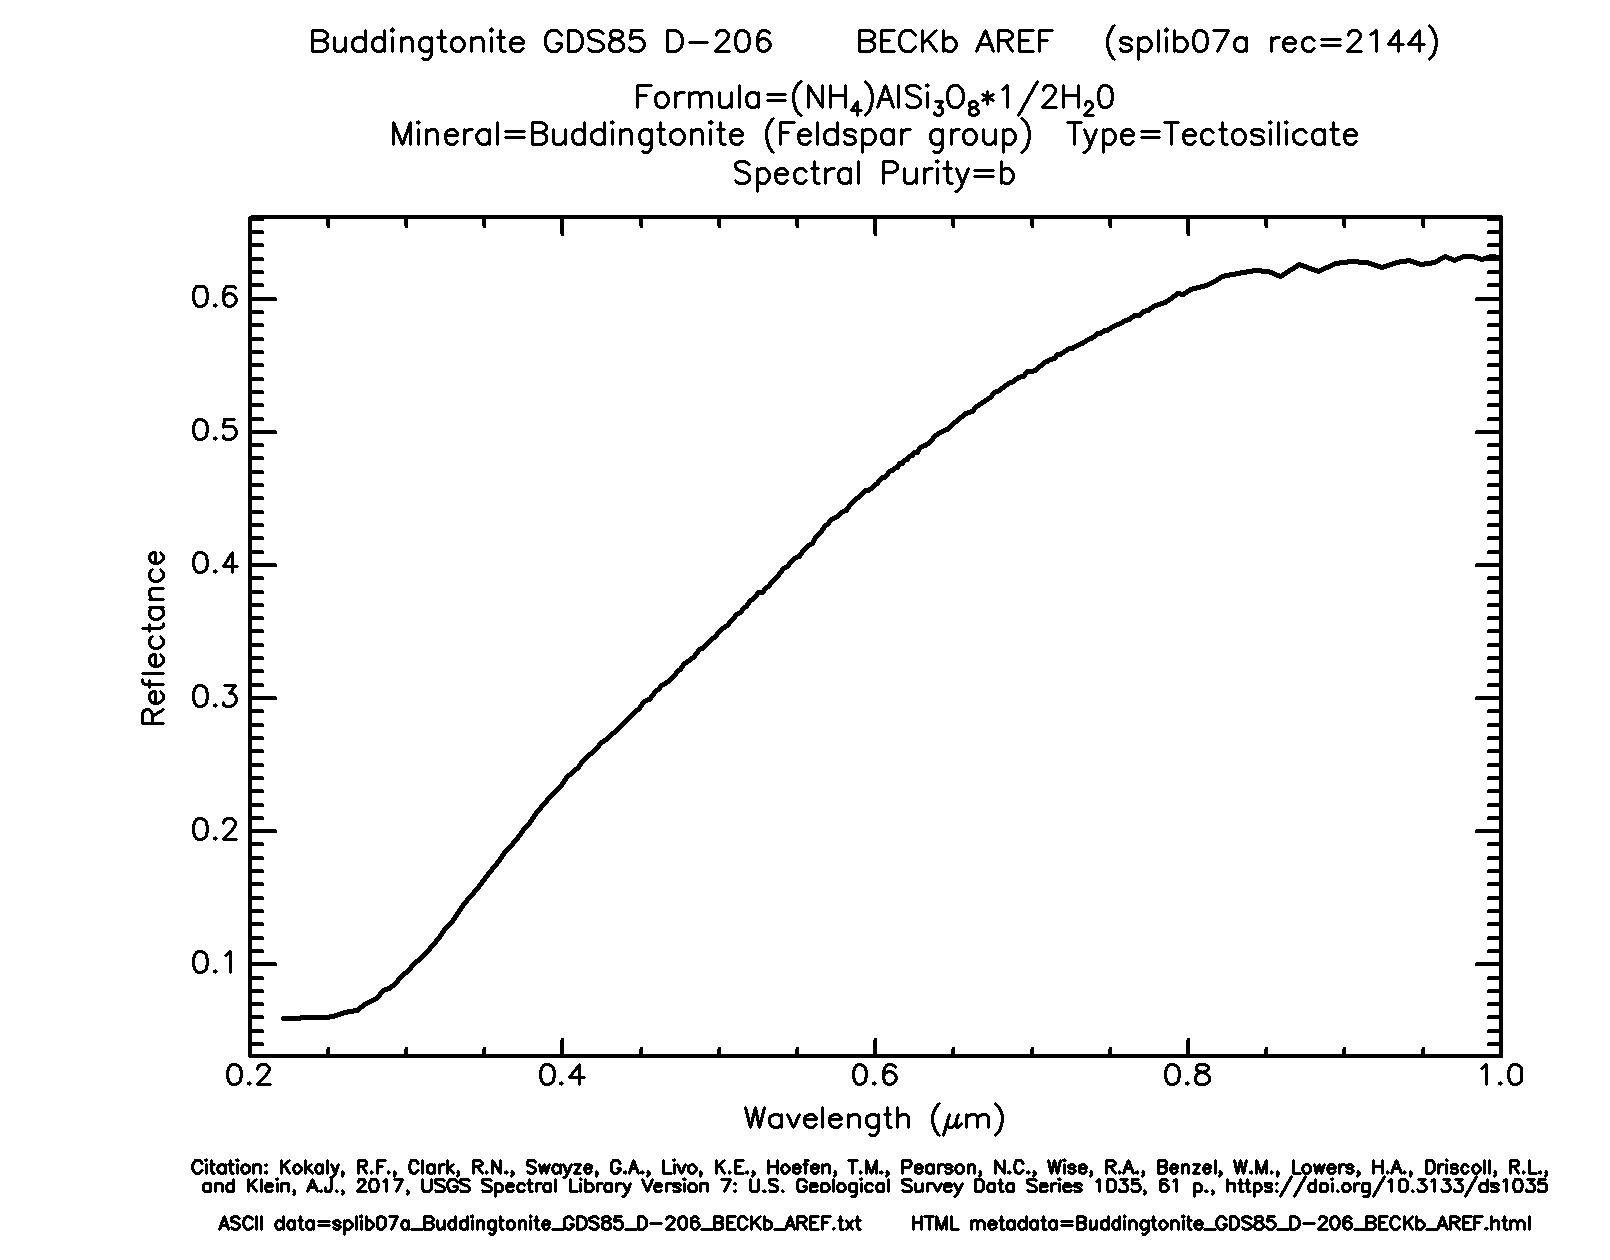 Buddingtonite GDS85 D-206 BECKb AREF (splib07a rec=2144)
Formula=(NH₄)AlSi₃O₈*1/2H₂0
Mineral=Buddingtonite (Feldspar group) Type=Tectosilicate
Spectral Purity=b
0.6
0.5
0.4
0.3
0.2
0.1
Reflectance
0.2 0.4 0.6 0.8 1.0
Wavelength (μm)
Citation: Kokaly, R.F., Clark, R.N., Swayze, G.A., Livo, K.E., Hoefen, T.M., Pearson, N.C., Wise, R.A., Benzel, W.M., Lowers, H.A., Driscoll, R.L.,
and Klein, A.J., 2017, USGS Spectral Library Version 7: U.S. Geological Survey Data Series 1035, 61 p., https://doi.org/10.3133/ds1035
ASCII data=splib07a_Buddingtonite_GDS85_D-206_BECKb_AREF.txt HTML metadata=Buddingtonite_GDS85_D-206_BECKb_AREF.html